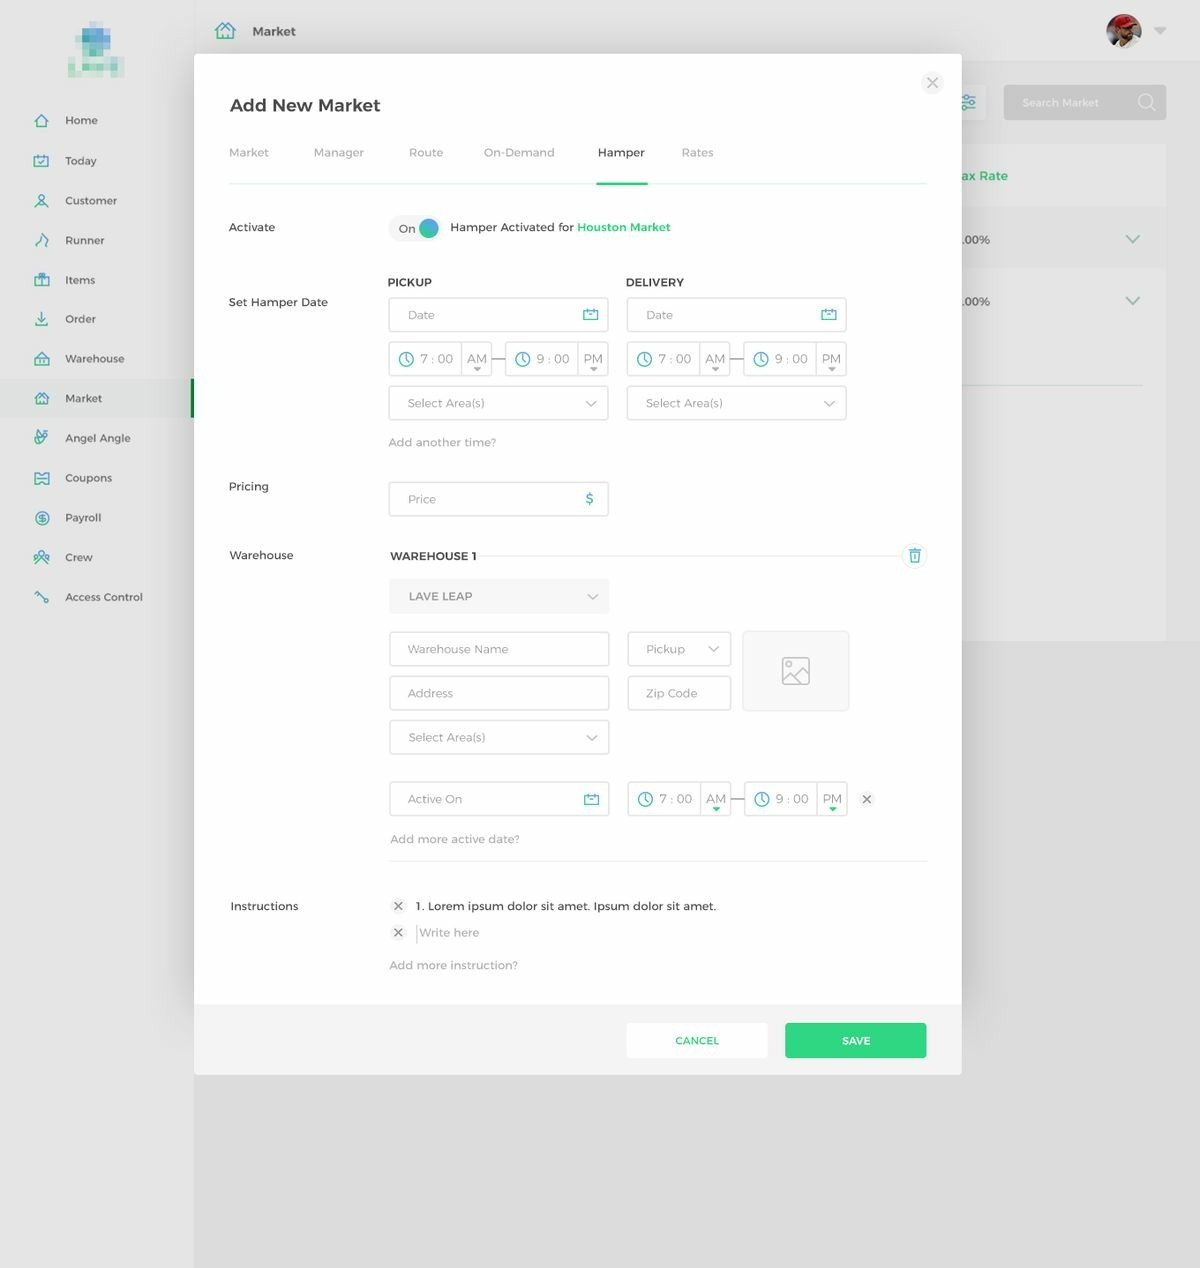 Market
Search Market
Home
Today
Customer
Runner
Items
Order
Warehouse
Market
Angel Angle
Coupons
Payroll
Crew
Access Control
Add New Market
Market Manager Route On-Demand Hamper Rates
Activate On Hamper Activated for Houston Market
PICKUP DELIVERY
Set Hamper Date
Date Date
7 : 00 AM 9 : 00 PM 7 : 00 AM 9 : 00 PM
Select Area(s) Select Area(s)
Add another time?
Pricing
Price $
Warehouse WAREHOUSE 1
LAVE LEAP
Warehouse Name Pickup
Address Zip Code
Select Area(s)
Active On 7 : 00 AM 9 : 00 PM
Add more active date?
Instructions 1. Lorem ipsum dolor sit amet. Ipsum dolor sit amet.
Write here
Add more instruction?
CANCEL SAVE
ax Rate
.00%
.00%